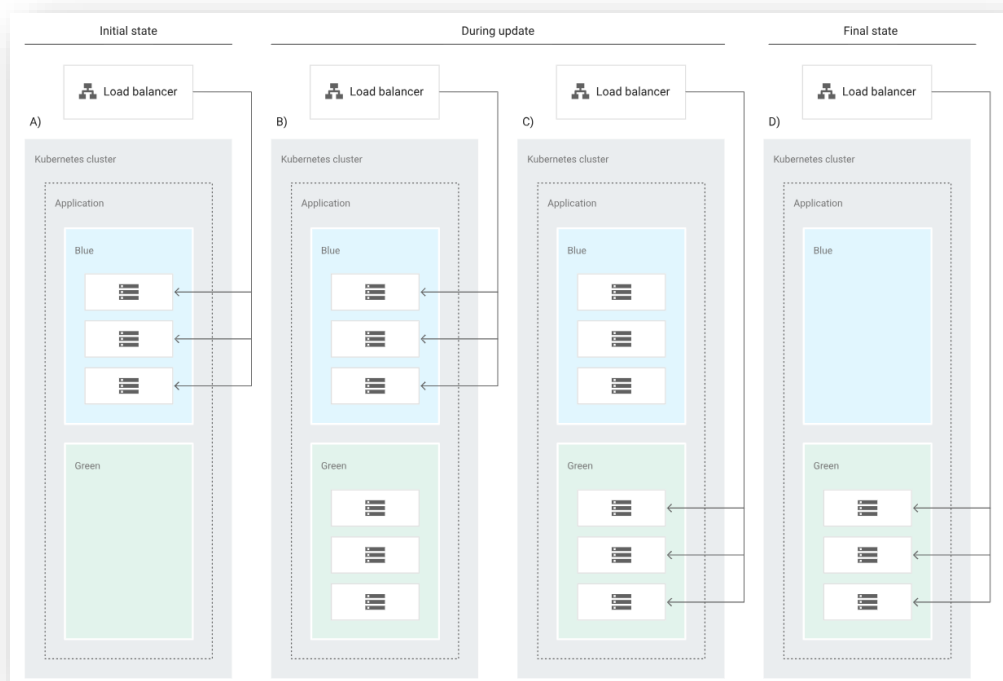 Initial state
During update
Final state
Load balancer
Load balancer
Load balancer
Load balancer
A)
B)
C)
D)
Kubernetes cluster
Kubernetes cluster
Kubernetes cluster
Kubernetes cluster
Application
Application
Application
Application
Blue
Blue
Blue
Blue
Green
Green
Green
Green